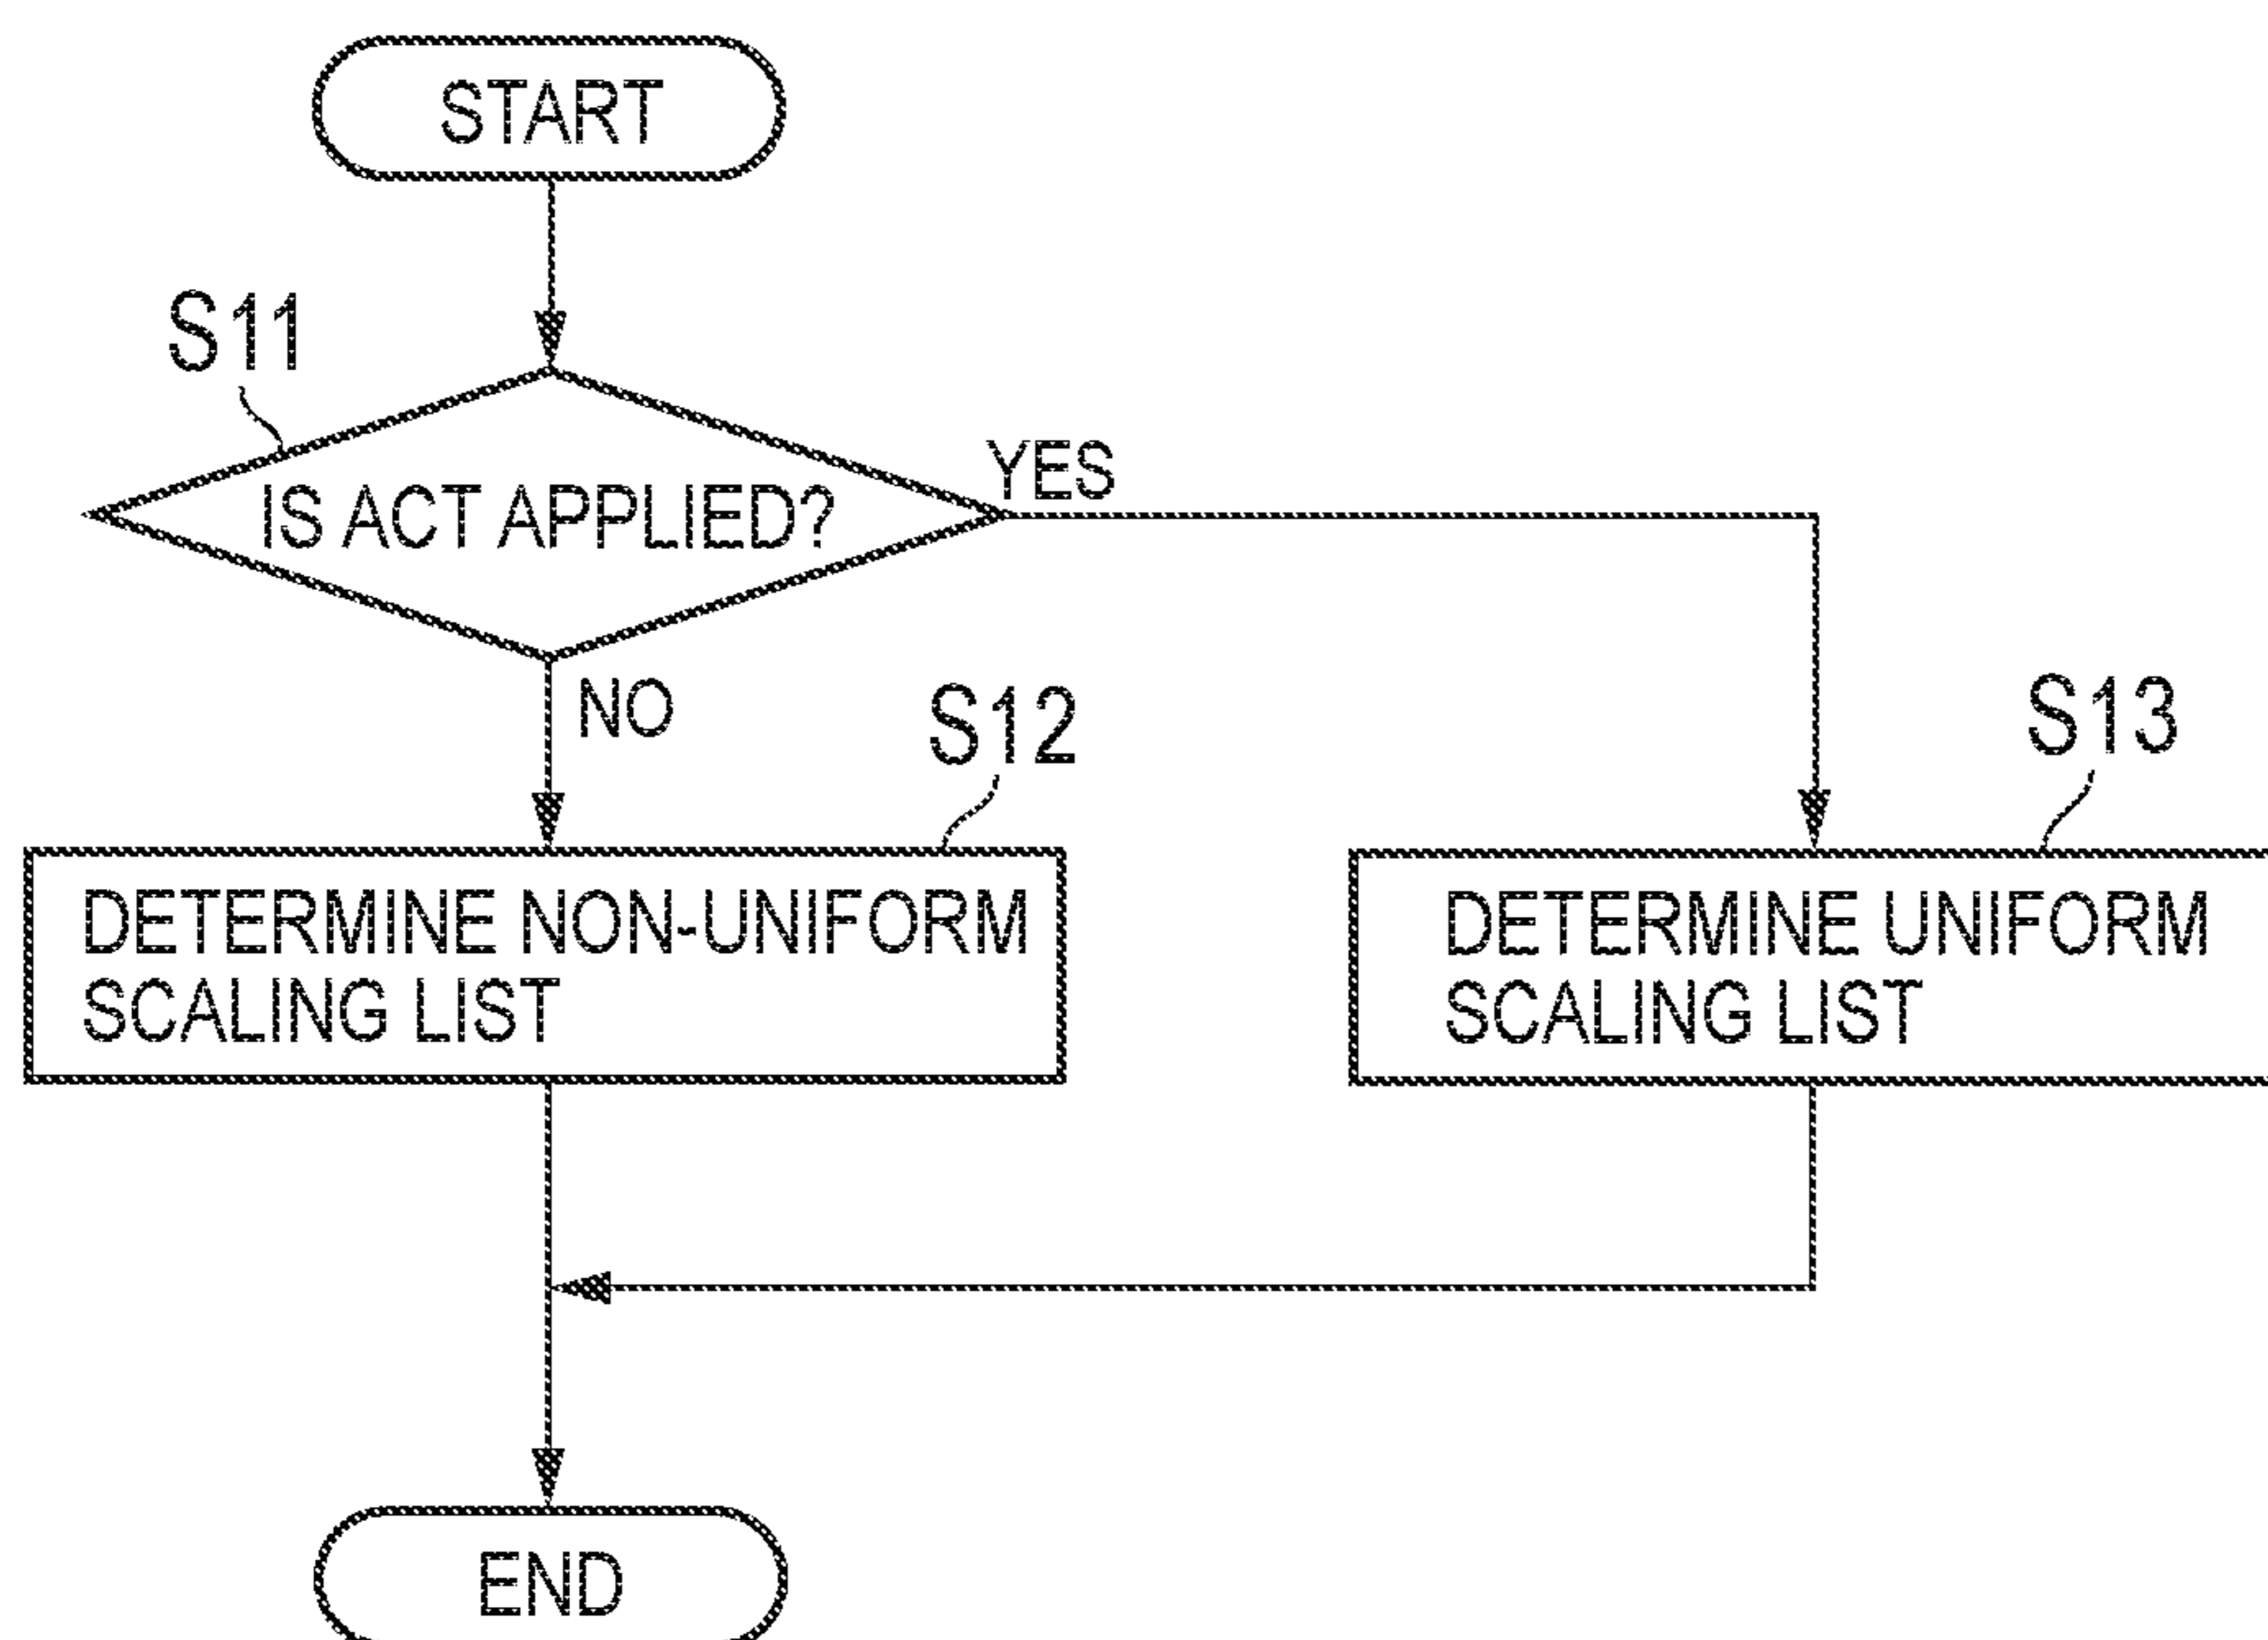 START
S11
IS ACT APPLIED?
YES
NO
S12
S13
DETERMINE NON-UNIFORM
SCALING LIST
DETERMINE UNIFORM
SCALING LIST
END